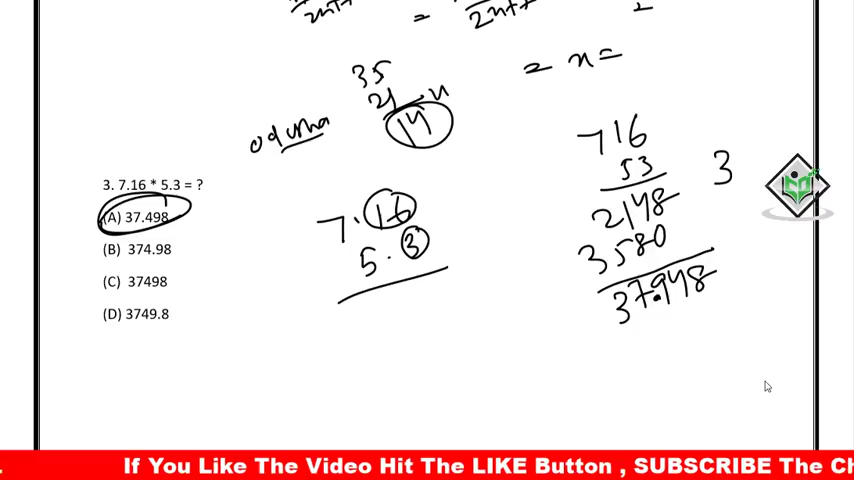 =
=
x =
35
21
14
716
53
2148
3580
37.948
3
3. 7.16 * 5.3 = ?
(A) 37.498
(B) 374.98
(C) 37498
(D) 3749.8
7.16
5.3
If You Like The Video Hit The LIKE Button , SUBSCRIBE The Ch